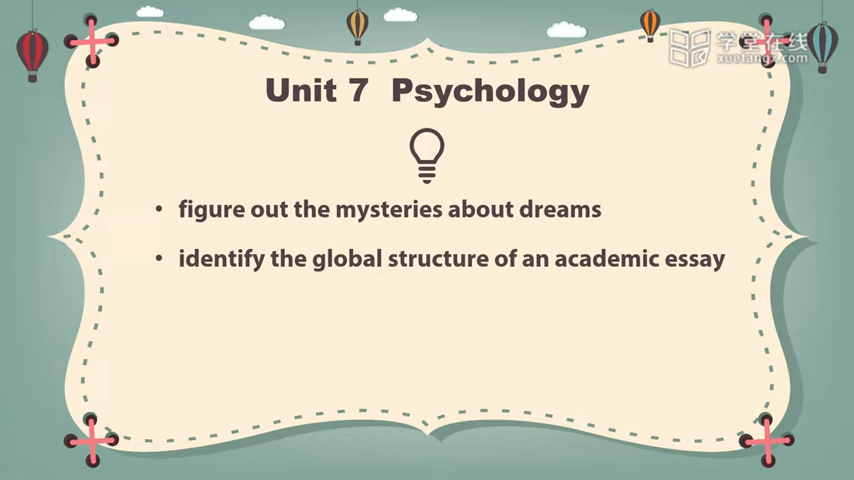 学堂在线
xuetangz.com
Unit 7 Psychology
• figure out the mysteries about dreams
• identify the global structure of an academic essay